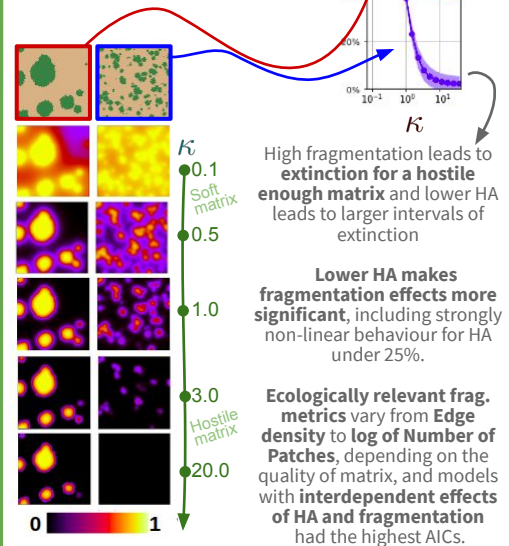 20%
0%
10⁻¹ 10⁰ 10¹
κ
κ
0.1
Soft
matrix
0.5
1.0
3.0
Hostile
matrix
20.0
0 1
High fragmentation leads to
extinction for a hostile
enough matrix and lower HA
leads to larger intervals of
extinction
Lower HA makes
fragmentation effects more
significant, including strongly
non-linear behaviour for HA
under 25%.
Ecologically relevant frag.
metrics vary from Edge
density to log of Number of
Patches, depending on the
quality of matrix, and models
with interdependent effects
of HA and fragmentation
had the highest AICs.